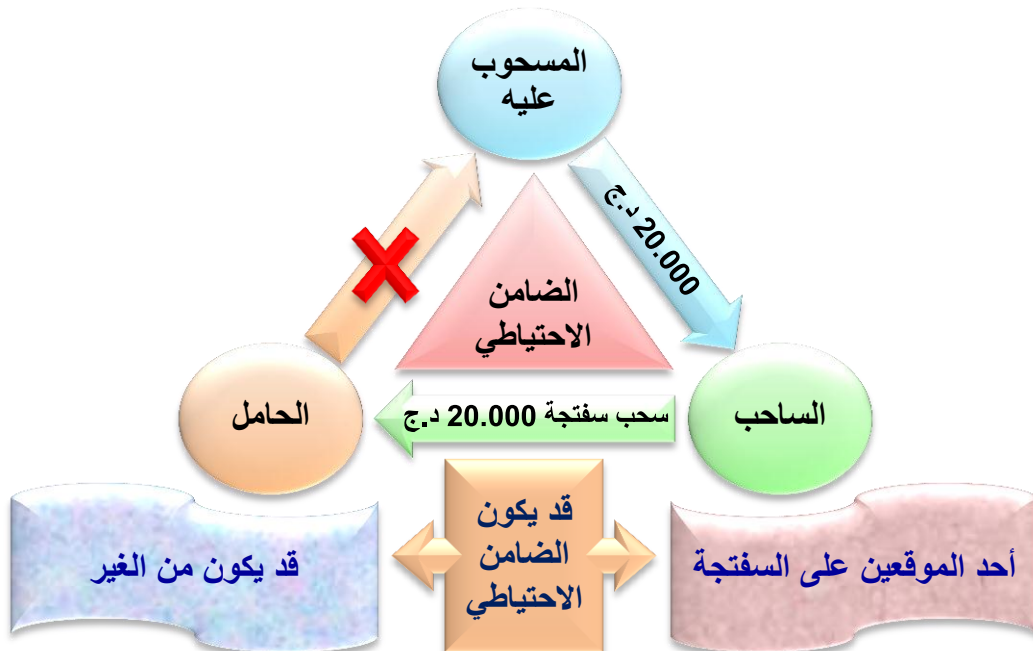 المسحوب
عليه
20.000 د.ج
الضامن
الاحتياطي
الساحب
سحب سفتجة 20.000 د.ج
الحامل
قد يكون
الضامن
الاحتياطي
أحد الموقعين على السفتجة
قد يكون من الغير